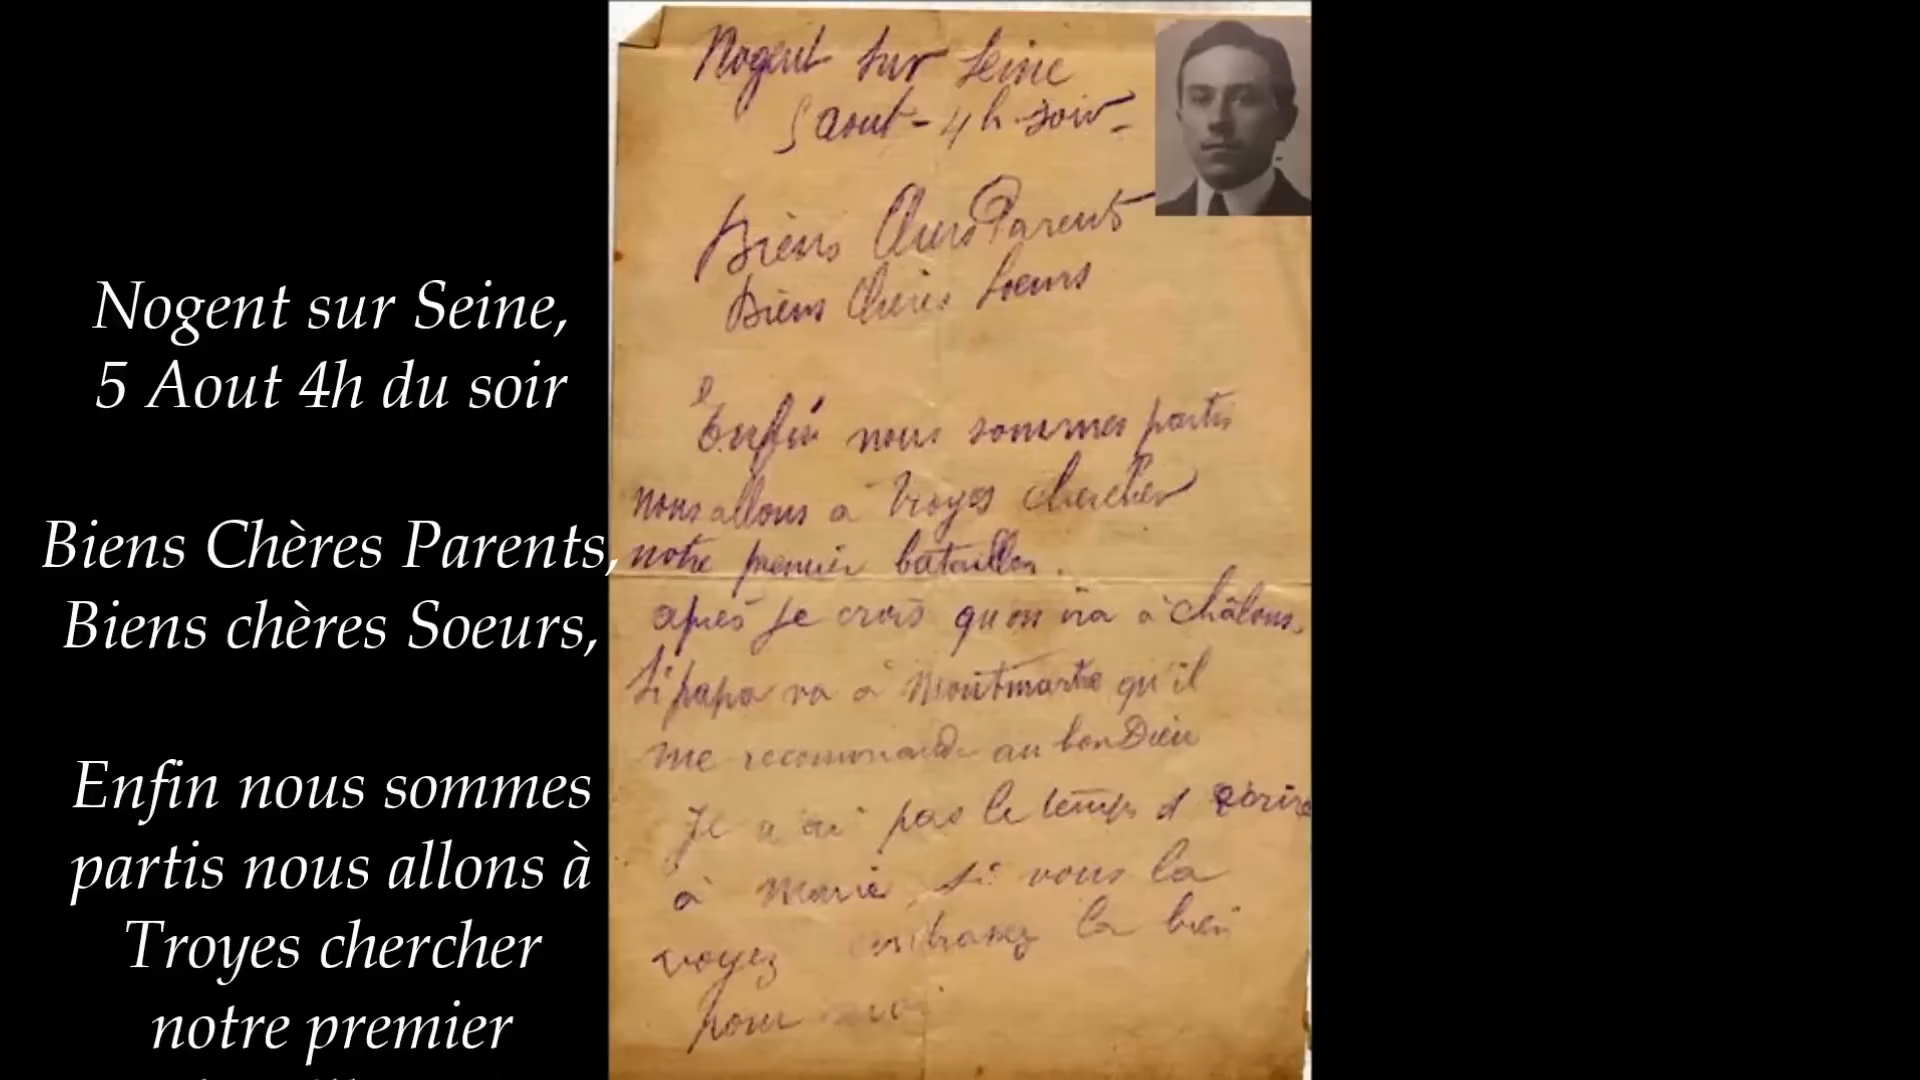 Nogent sur Seine,
5 Aout 4h du soir
Biens Chères Parents,
Biens chères Soeurs,
Enfin nous sommes
partis nous allons à
Troyes chercher
notre premier
Nogent sur Seine
5 aout - 4 h. soir -
Biens Chers Parents
Biens Chères Soeurs
Enfin nous sommes partis
nous allons à Troyes chercher
notre premier bataillon.
après je crois qu'on ira à Châlons.
Si papa va à Montmartre qu'il
me recommande au bon Dieu
Je n'ai pas le temps d'écrire
à Marie, si vous la
voyez embrassez la bien
pour moi